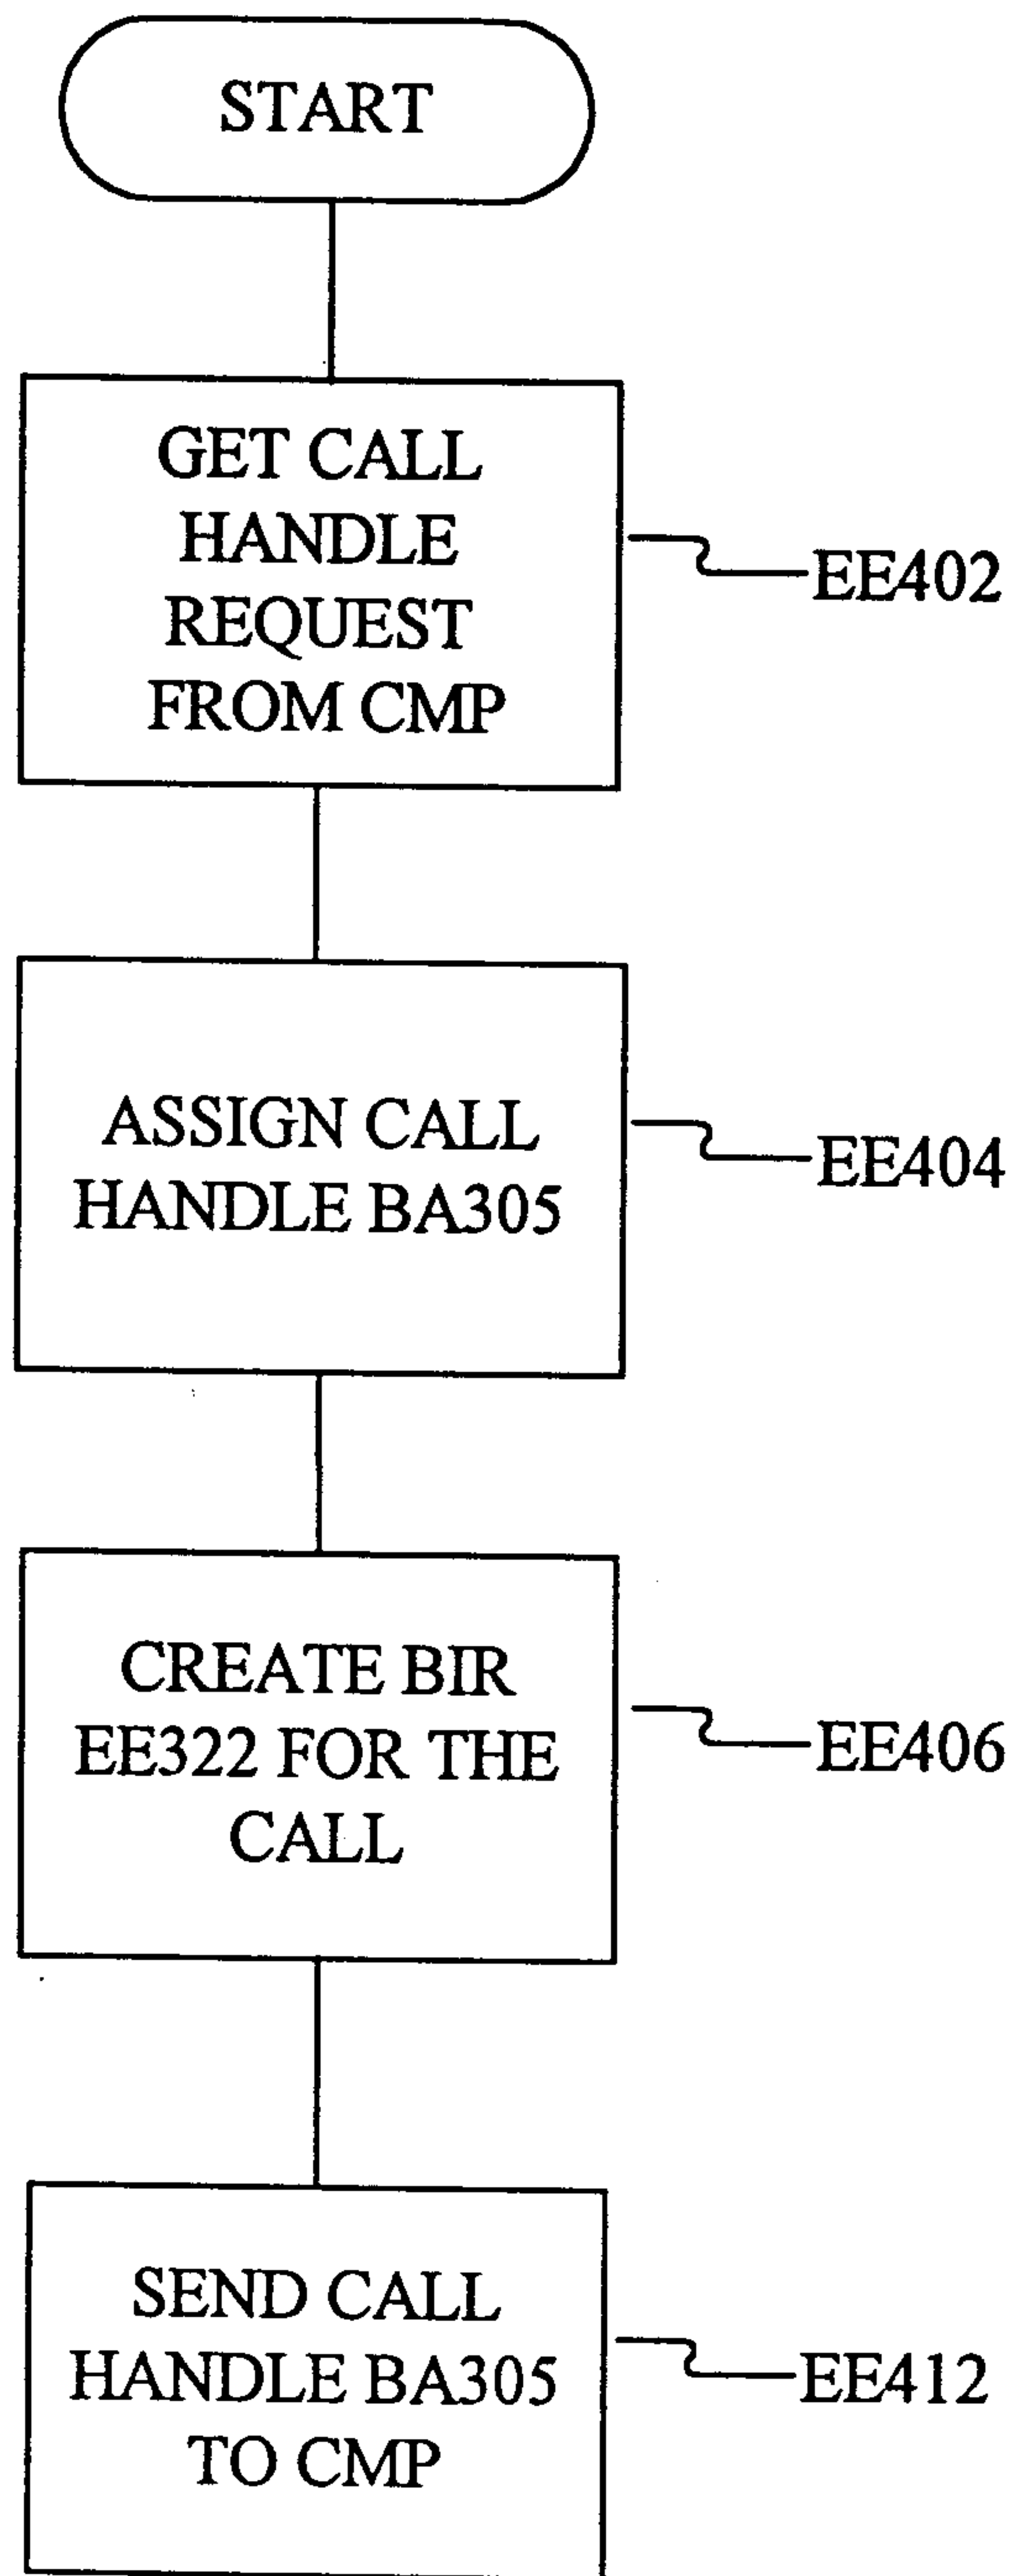 START
GET CALL
HANDLE
REQUEST
FROM CMP
EE402
ASSIGN CALL
HANDLE BA305
EE404
CREATE BIR
EE322 FOR THE
CALL
EE406
SEND CALL
HANDLE BA305
TO CMP
EE412